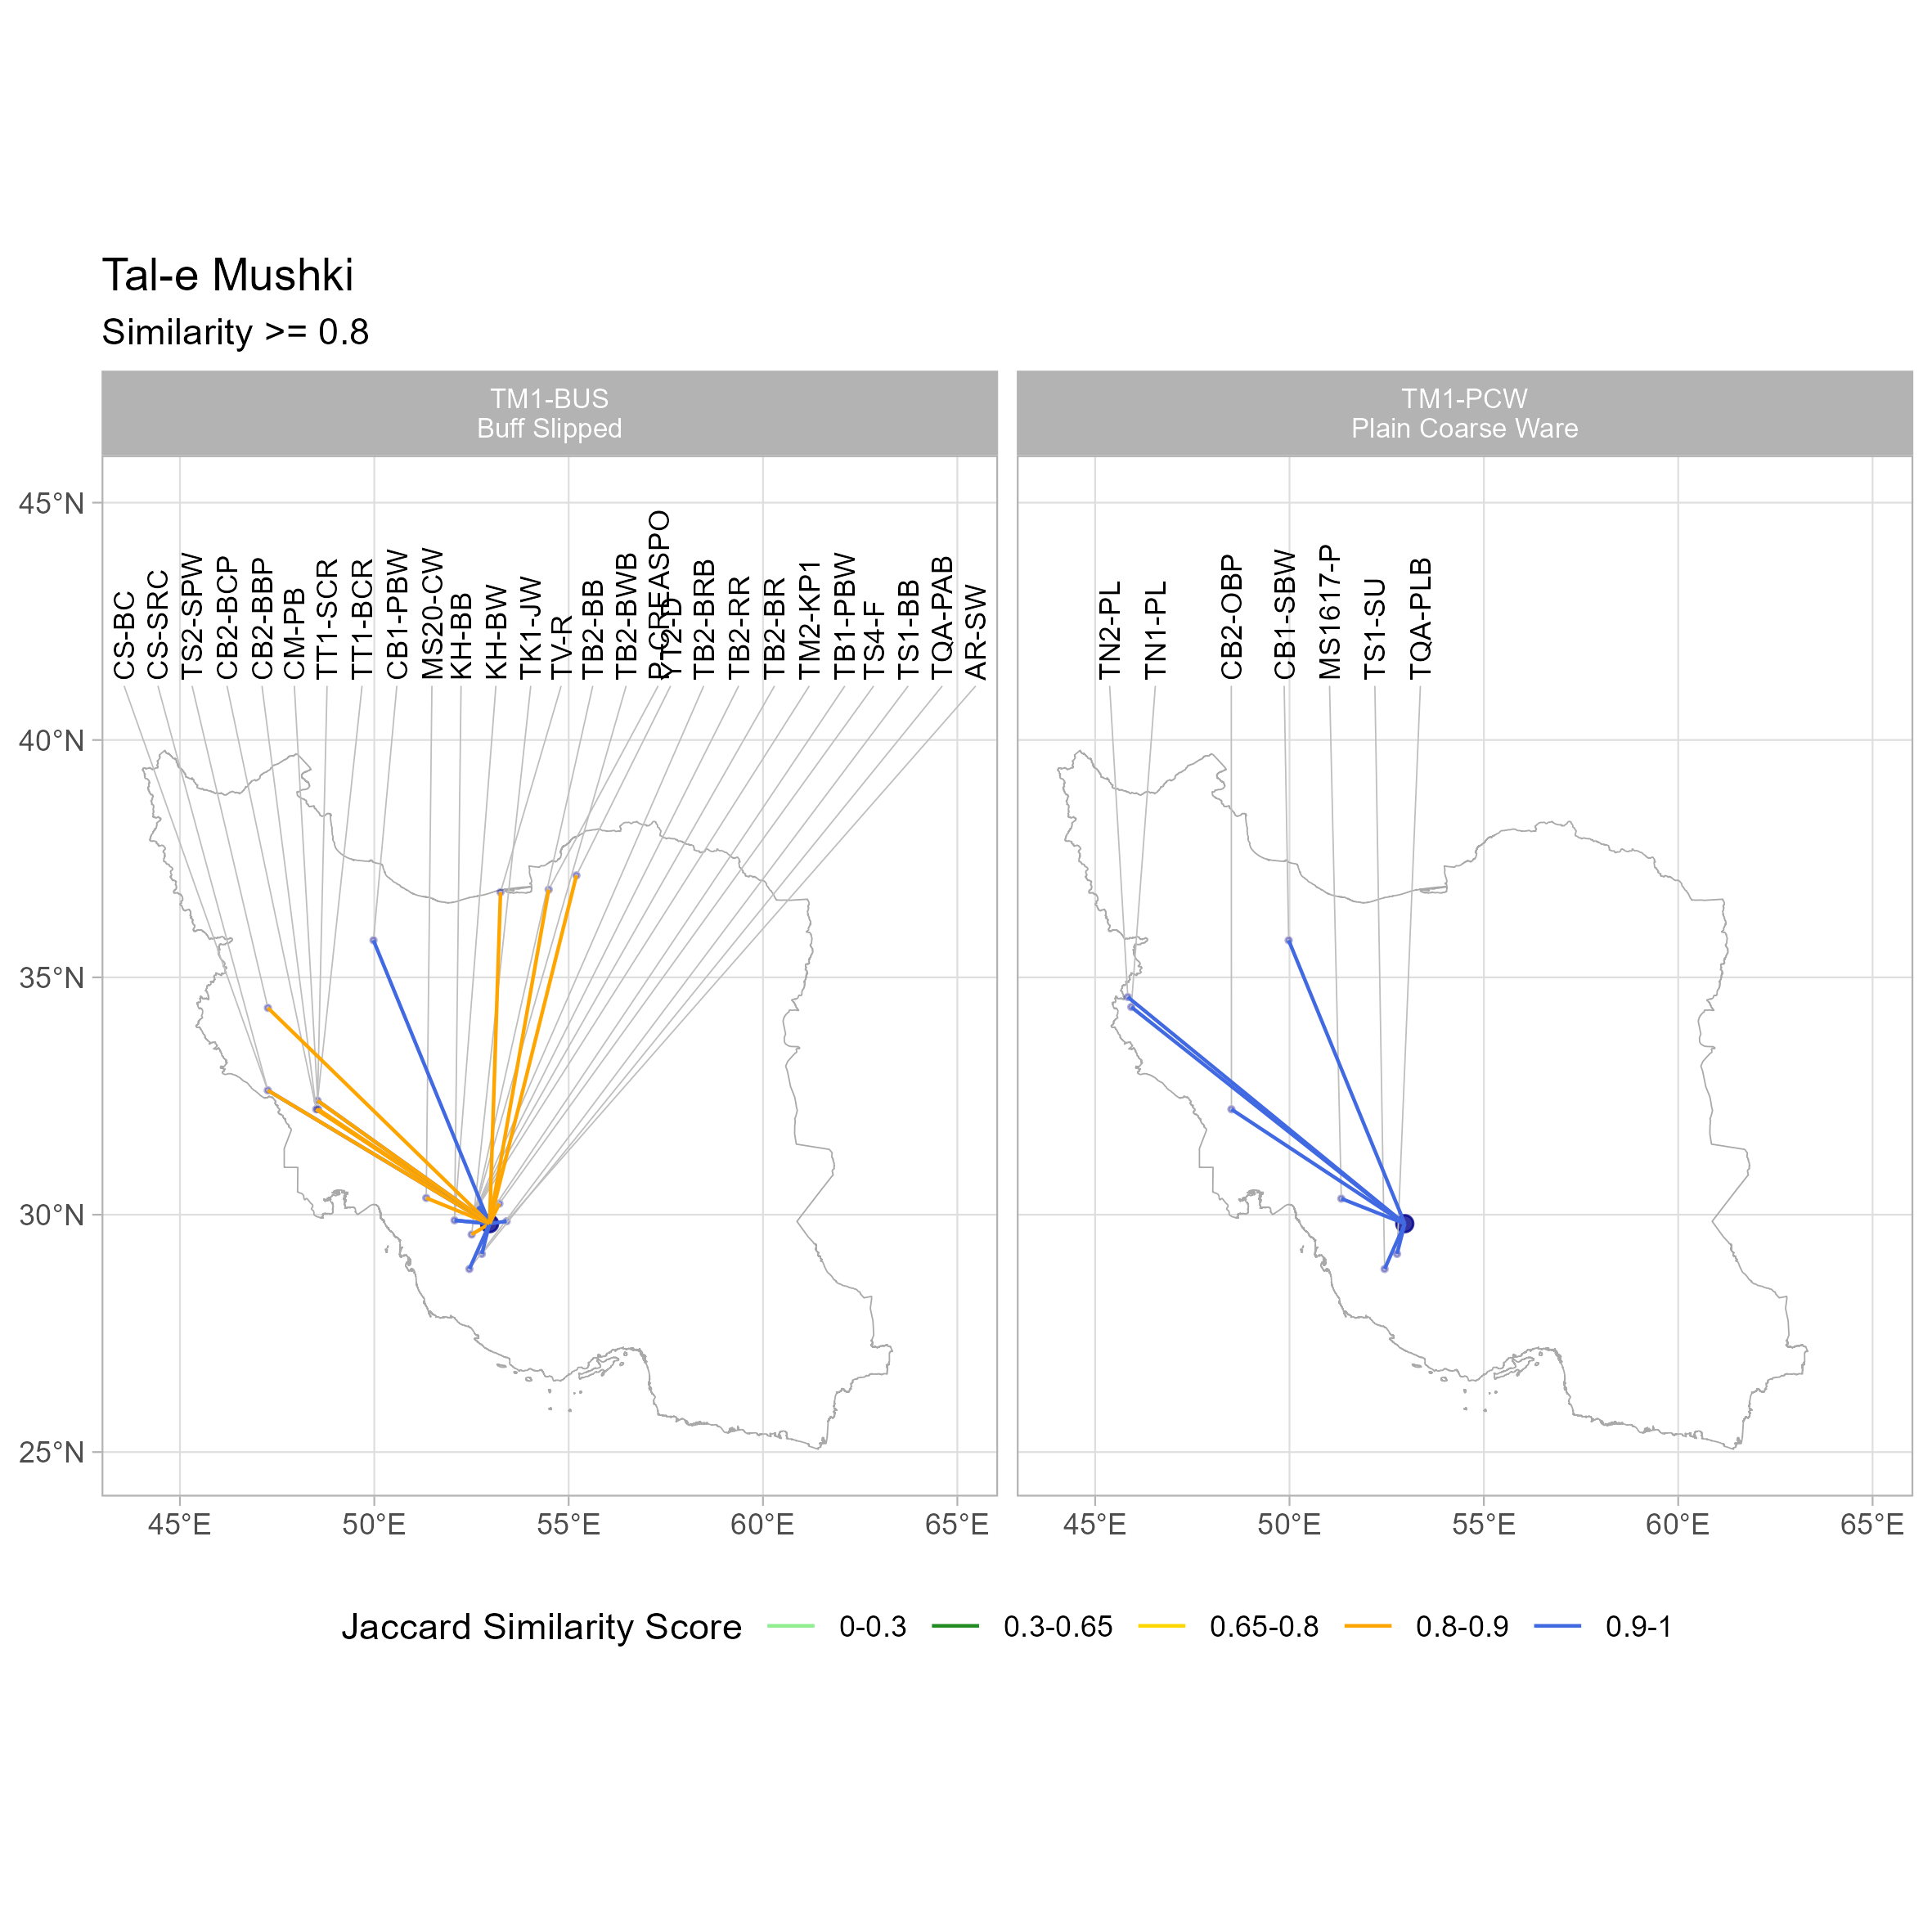 Tal-e Mushki
Similarity >= 0.8
TM1-BUS
Buff Slipped
TM1-PCW
Plain Coarse Ware
45°N
40°N
35°N
30°N
25°N
CS-BC
CS-SRC
TS2-SPW
CB2-BCP
CB2-BBP
CM-PB
TT1-SCR
TT1-BCR
CB1-PBW
MS20-CW
KH-BB
KH-BW
TK1-JW
TV-R
TB2-BB
TB2-BWB
YT2-D
TB2-BRB
TB2-RR
TB2-BR
TM2-KP1
TB1-PBW
TS4-F
TS1-BB
TQA-PAB
AR-SW
TN2-PL
TN1-PL
CB2-OBP
CB1-SBW
MS1617-P
TS1-SU
TQA-PLB
45°E
50°E
55°E
60°E
65°E
45°E
50°E
55°E
60°E
65°E
Jaccard Similarity Score
0-0.3
0.3-0.65
0.65-0.8
0.8-0.9
0.9-1